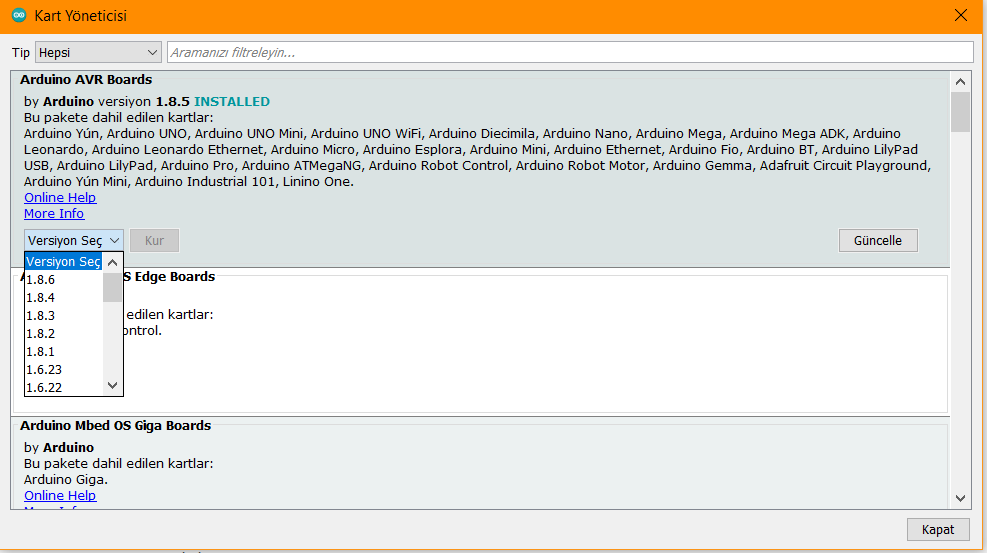 Kart Yöneticisi
Tip Hepsi Aramanızı filtreleyin...
Arduino AVR Boards
by Arduino versiyon 1.8.5 INSTALLED
Bu pakete dahil edilen kartlar:
Arduino Yún, Arduino UNO, Arduino UNO Mini, Arduino UNO WiFi, Arduino Diecimila, Arduino Nano, Arduino Mega, Arduino Mega ADK, Arduino
Leonardo, Arduino Leonardo Ethernet, Arduino Micro, Arduino Esplora, Arduino Mini, Arduino Ethernet, Arduino Fio, Arduino BT, Arduino LilyPad
USB, Arduino LilyPad, Arduino Pro, Arduino ATMegaNG, Arduino Robot Control, Arduino Robot Motor, Arduino Gemma, Adafruit Circuit Playground,
Arduino Yún Mini, Arduino Industrial 101, Linino One.
Online Help
More Info
Versiyon Seç Kur Güncelle
Versiyon Seç
1.8.6
1.8.4
1.8.3
1.8.2
1.8.1
1.6.23
1.6.22
S Edge Boards
edilen kartlar:
ontrol.
Arduino Mbed OS Giga Boards
by Arduino
Bu pakete dahil edilen kartlar:
Arduino Giga.
Online Help
Kapat